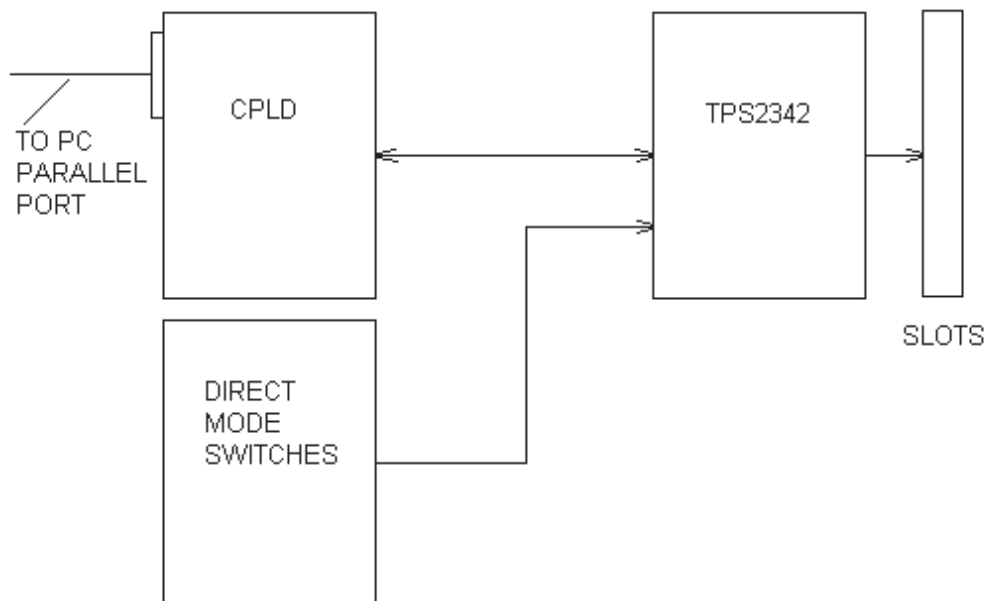 CPLD
TPS2342
TO PC
PARALLEL
PORT
SLOTS
DIRECT
MODE
SWITCHES